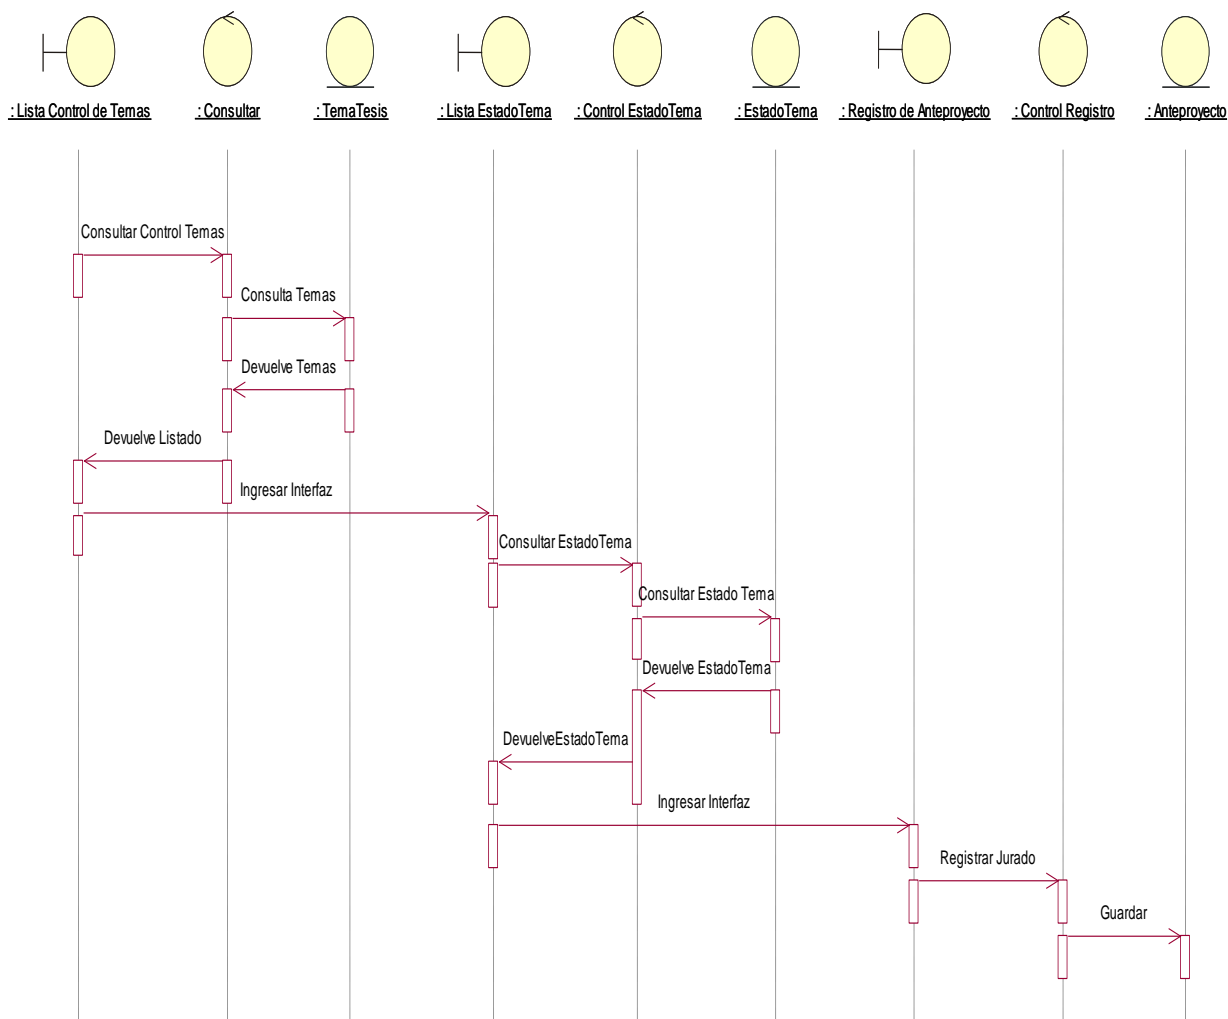 : Lista Control de Temas
: Consultar
: TemaTesis
: Lista EstadoTema
: Control EstadoTema
: EstadoTema
: Registro de Anteproyecto
: Control Registro
: Anteproyecto
Consultar Control Temas
Consulta Temas
Devuelve Temas
Devuelve Listado
Ingresar Interfaz
Consultar EstadoTema
Consultar Estado Tema
Devuelve EstadoTema
DevuelveEstadoTema
Ingresar Interfaz
Registrar Jurado
Guardar